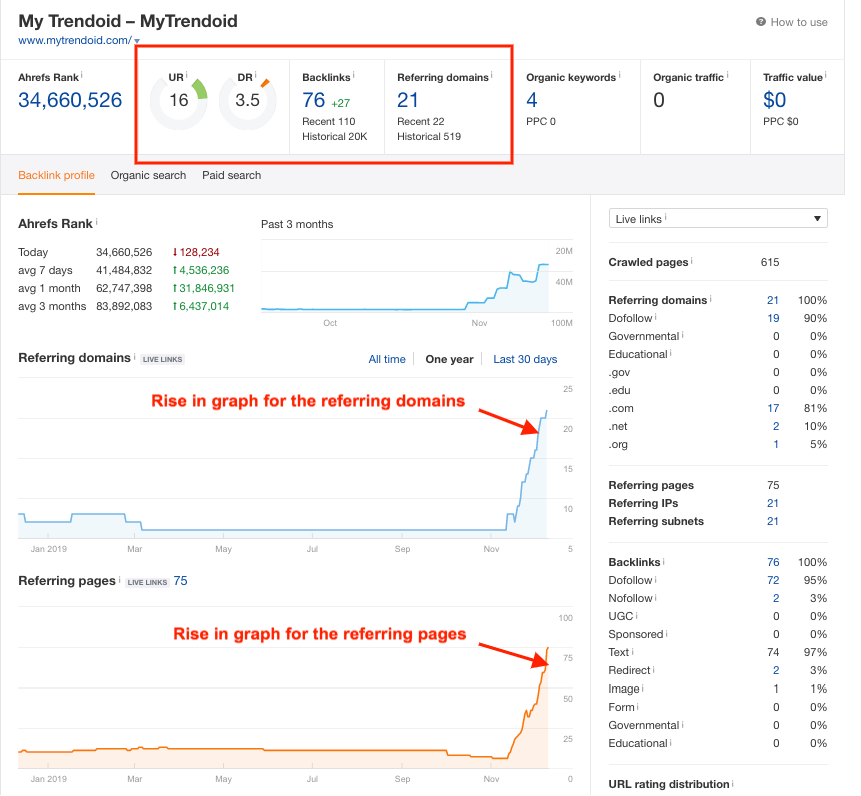 My Trendoid – MyTrendoid
How to use
www.mytrendoid.com/
Ahrefs Rank
34,660,526
UR
16
DR
3.5
Backlinks
76 +27
Recent 110
Historical 20K
Referring domains
21
Recent 22
Historical 519
Organic keywords
4
PPC 0
Organic traffic
0
Traffic value
$0
PPC $0
Backlink profile Organic search Paid search
Ahrefs Rank
Today 34,660,526 ↓128,234
avg 7 days 41,484,832 ↑4,536,236
avg 1 month 62,747,398 ↑31,846,931
avg 3 months 83,892,083 ↑6,437,014
Past 3 months
20M
40M
100M
Oct Nov
Referring domains LIVE LINKS
All time One year Last 30 days
Rise in graph for the referring domains
25
20
15
10
5
Jan 2019 Mar May Jul Sep Nov
Referring pages LIVE LINKS 75
Rise in graph for the referring pages
100
75
50
25
0
Jan 2019 Mar May Jul Sep Nov
Live links
Crawled pages 615
Referring domains 21 100%
Dofollow 19 90%
Governmental 0 0%
Educational 0 0%
.gov 0 0%
.edu 0 0%
.com 17 81%
.net 2 10%
.org 1 5%
Referring pages 75
Referring IPs 21
Referring subnets 21
Backlinks 76 100%
Dofollow 72 95%
Nofollow 2 3%
UGC 0 0%
Sponsored 0 0%
Text 74 97%
Redirect 2 3%
Image 1 1%
Form 0 0%
Governmental 0 0%
Educational 0 0%
URL rating distribution